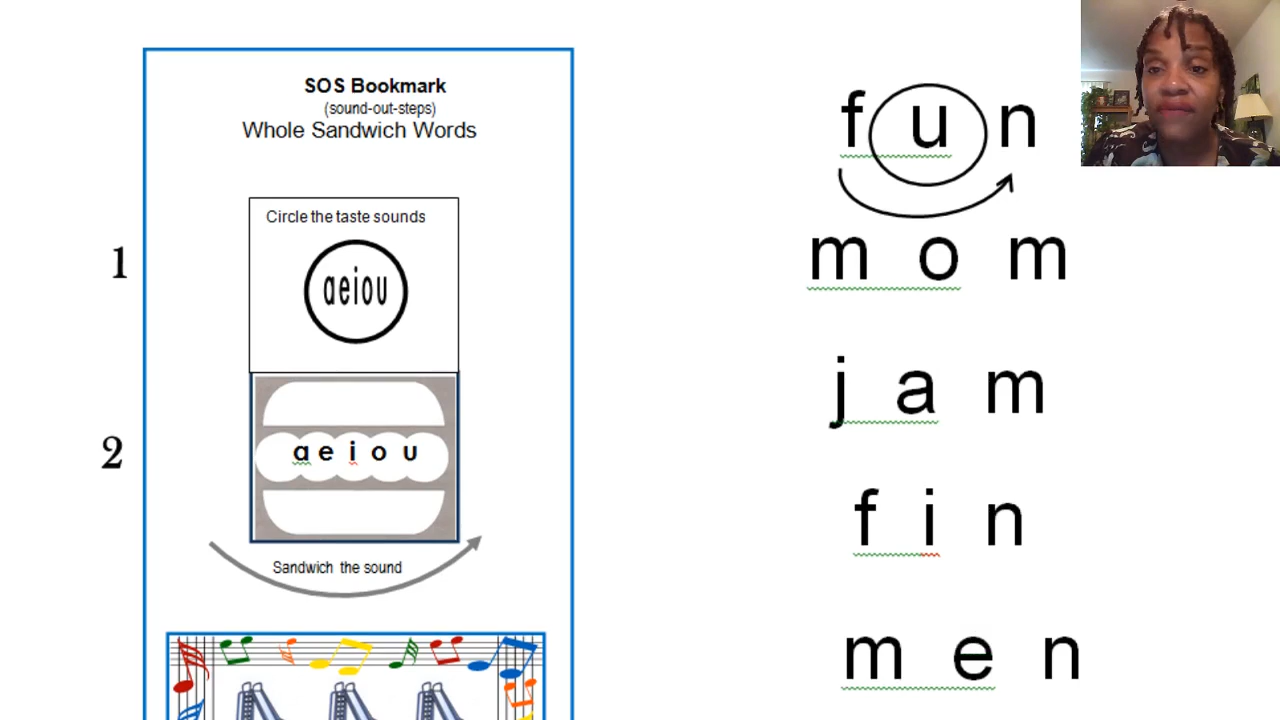 SOS Bookmark
(sound-out-steps)
Whole Sandwich Words
1
Circle the taste sounds
aeiou
2
a e i o u
Sandwich the sound
f u n
m o m
j a m
f i n
m e n